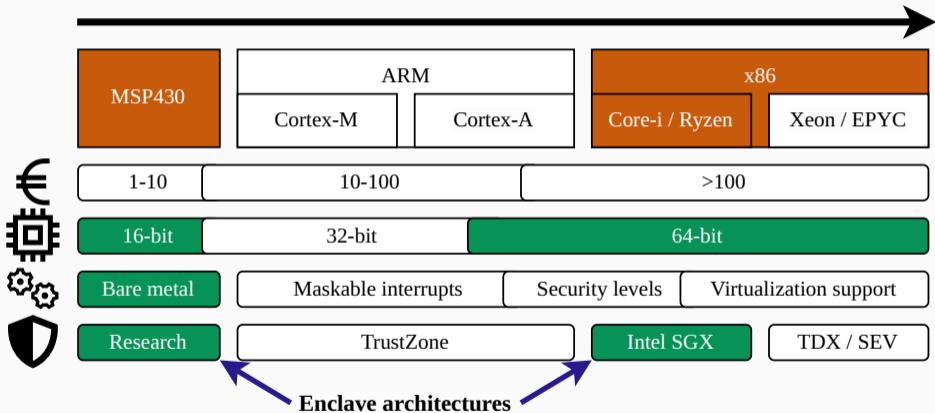 MSP430
ARM
x86
Cortex-M
Cortex-A
Core-i / Ryzen
Xeon / EPYC
€
1-10
10-100
>100
16-bit
32-bit
64-bit
Bare metal
Maskable interrupts
Security levels
Virtualization support
Research
TrustZone
Intel SGX
TDX / SEV
Enclave architectures